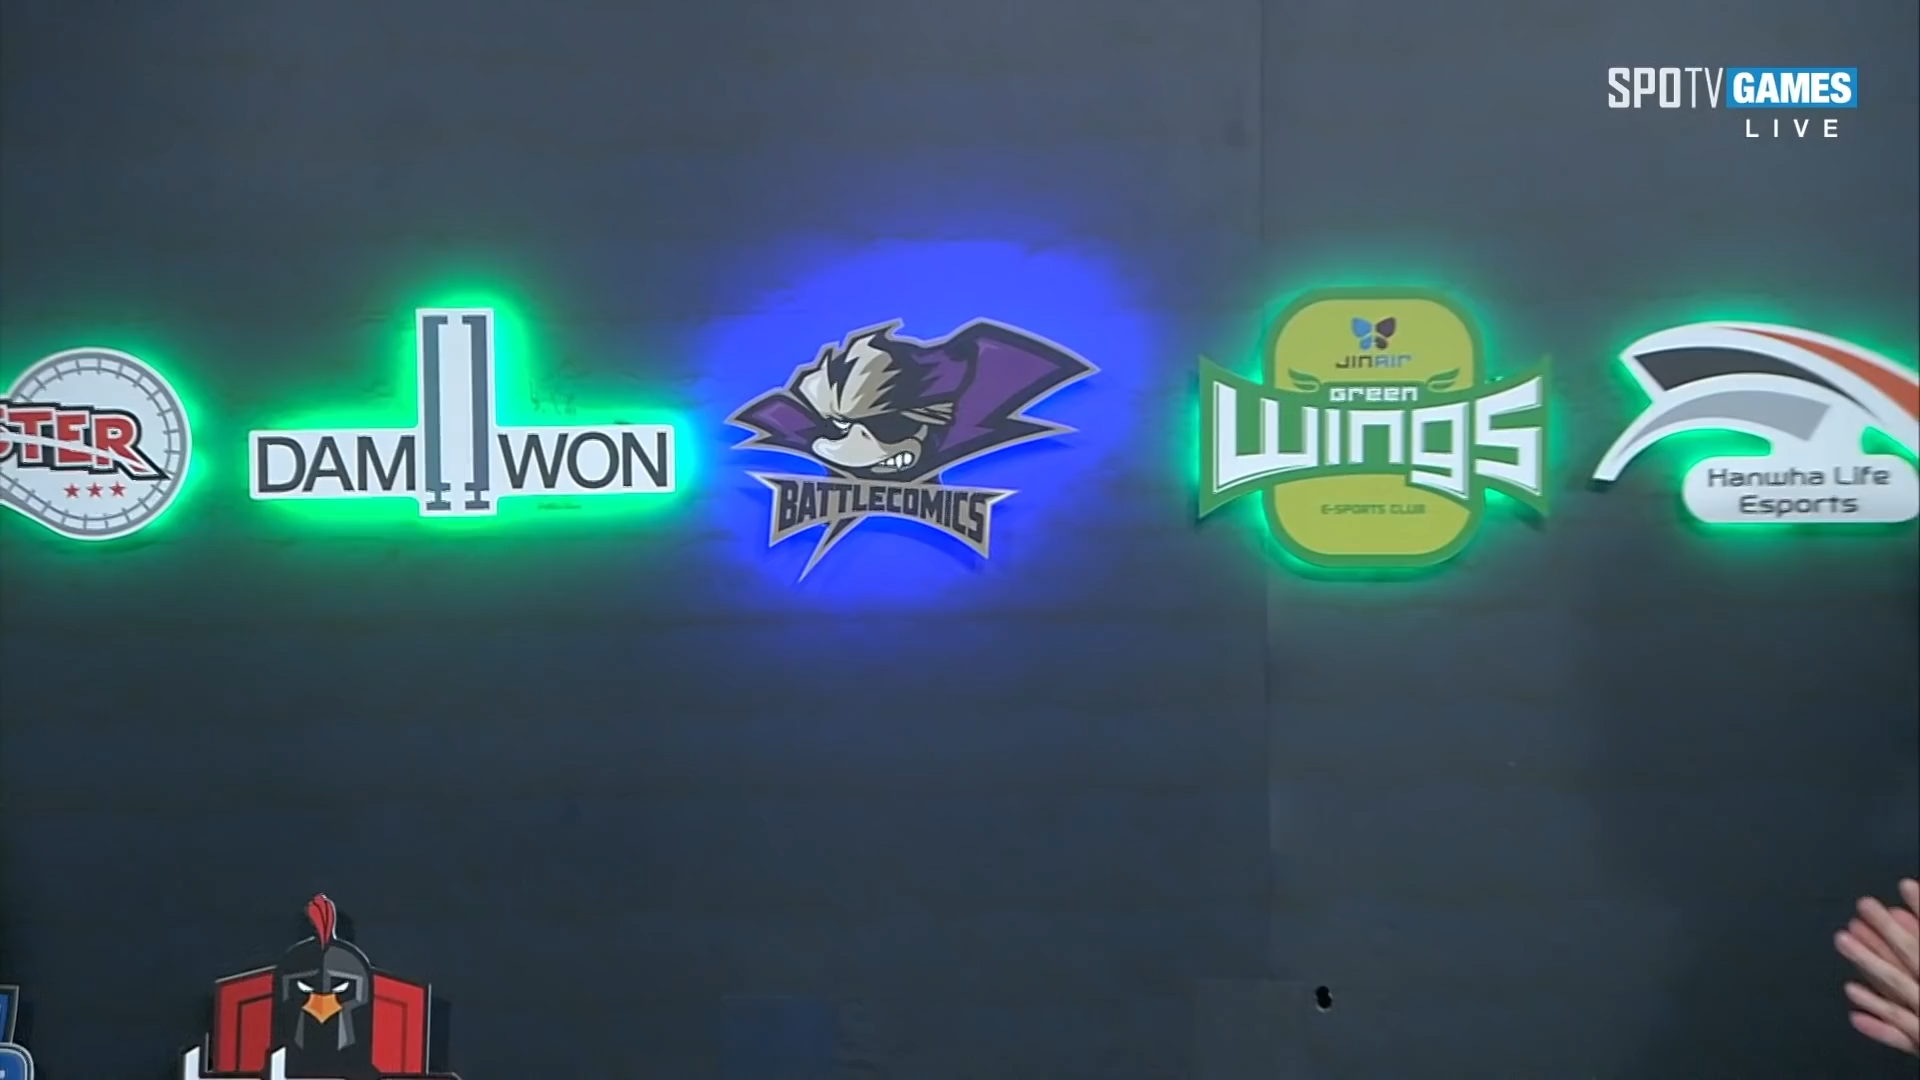 SPOTV GAMES
LIVE
STER
DAMWON
BATTLECOMICS
JINAIR
Green
Wings
E-SPORTS CLUB
Hanwha Life
Esports